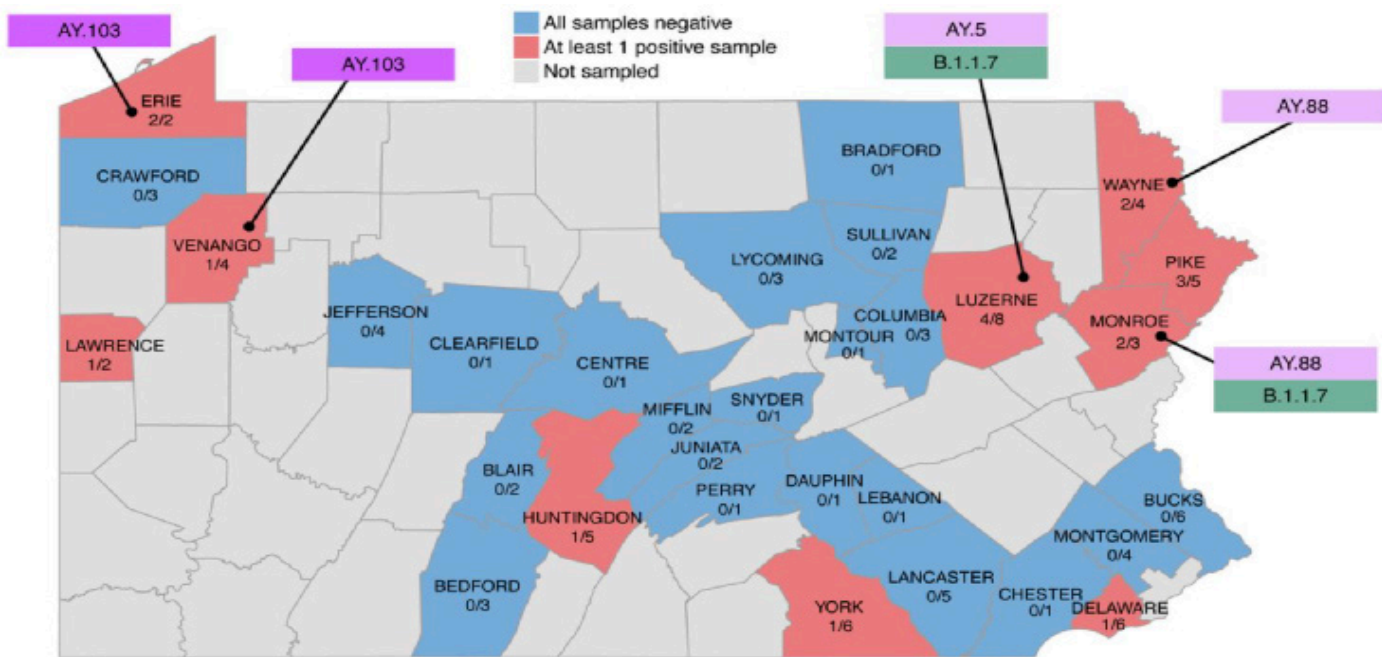 AY.103
AY.103
All samples negative
At least 1 positive sample
Not sampled
AY.5
B.1.1.7
AY.88
ERIE
2/2
CRAWFORD
0/3
VENANGO
1/4
LAWRENCE
1/2
JEFFERSON
0/4
CLEARFIELD
0/1
CENTRE
0/1
BRADFORD
0/1
SULLIVAN
0/2
LYCOMING
0/3
COLUMBIA
0/3
MONTOUR
0/1
LUZERNE
4/8
WAYNE
2/4
PIKE
3/5
MONROE
2/3
AY.88
B.1.1.7
SNYDER
0/1
MIFFLIN
0/2
JUNIATA
0/2
PERRY
0/1
BLAIR
0/2
HUNTINGDON
1/5
BEDFORD
0/3
DAUPHIN
0/1
LEBANON
0/1
YORK
1/6
LANCASTER
0/5
CHESTER
0/1
DELAWARE
1/6
MONTGOMERY
0/4
BUCKS
0/6